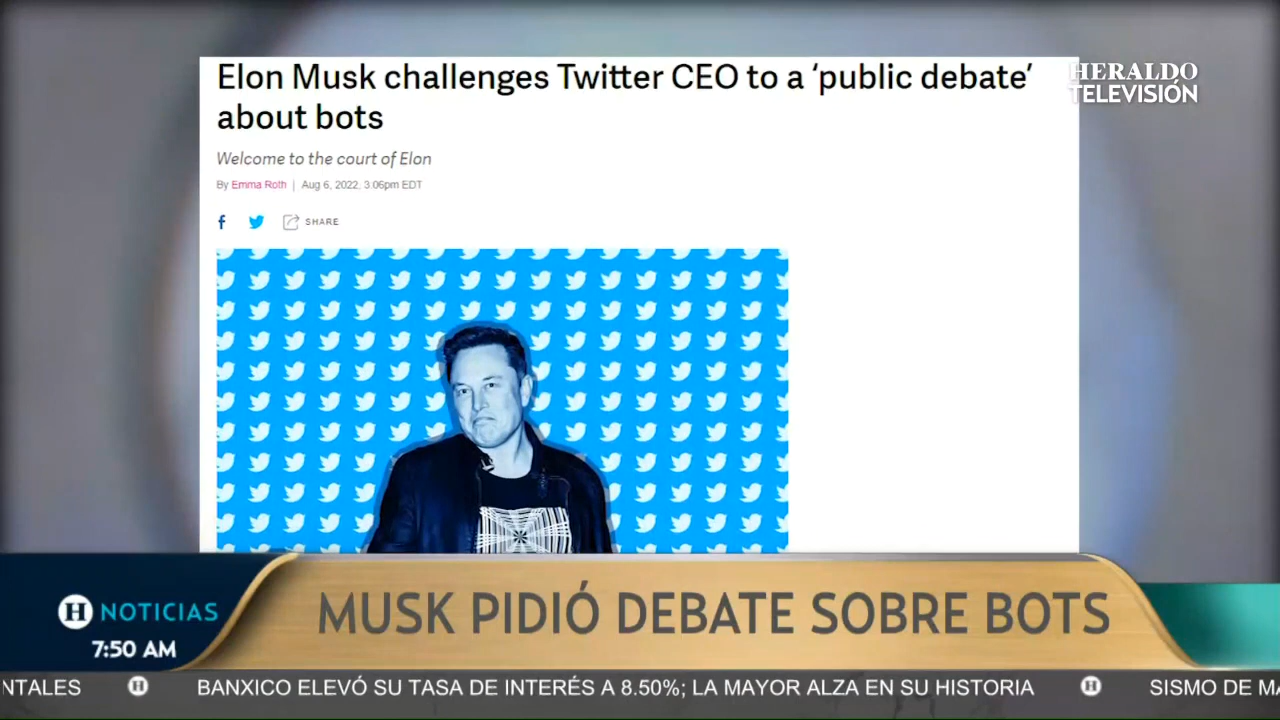 Elon Musk challenges Twitter CEO to a ‘public debate’
about bots
HERALDO
TELEVISIÓN
Welcome to the court of Elon
By Emma Roth | Aug 6, 2022, 3:06pm EDT
SHARE
H NOTICIAS
7:50 AM
MUSK PIDIÓ DEBATE SOBRE BOTS
NTALES H BANXICO ELEVÓ SU TASA DE INTERÉS A 8.50%; LA MAYOR ALZA EN SU HISTORIA H SISMO DE MA